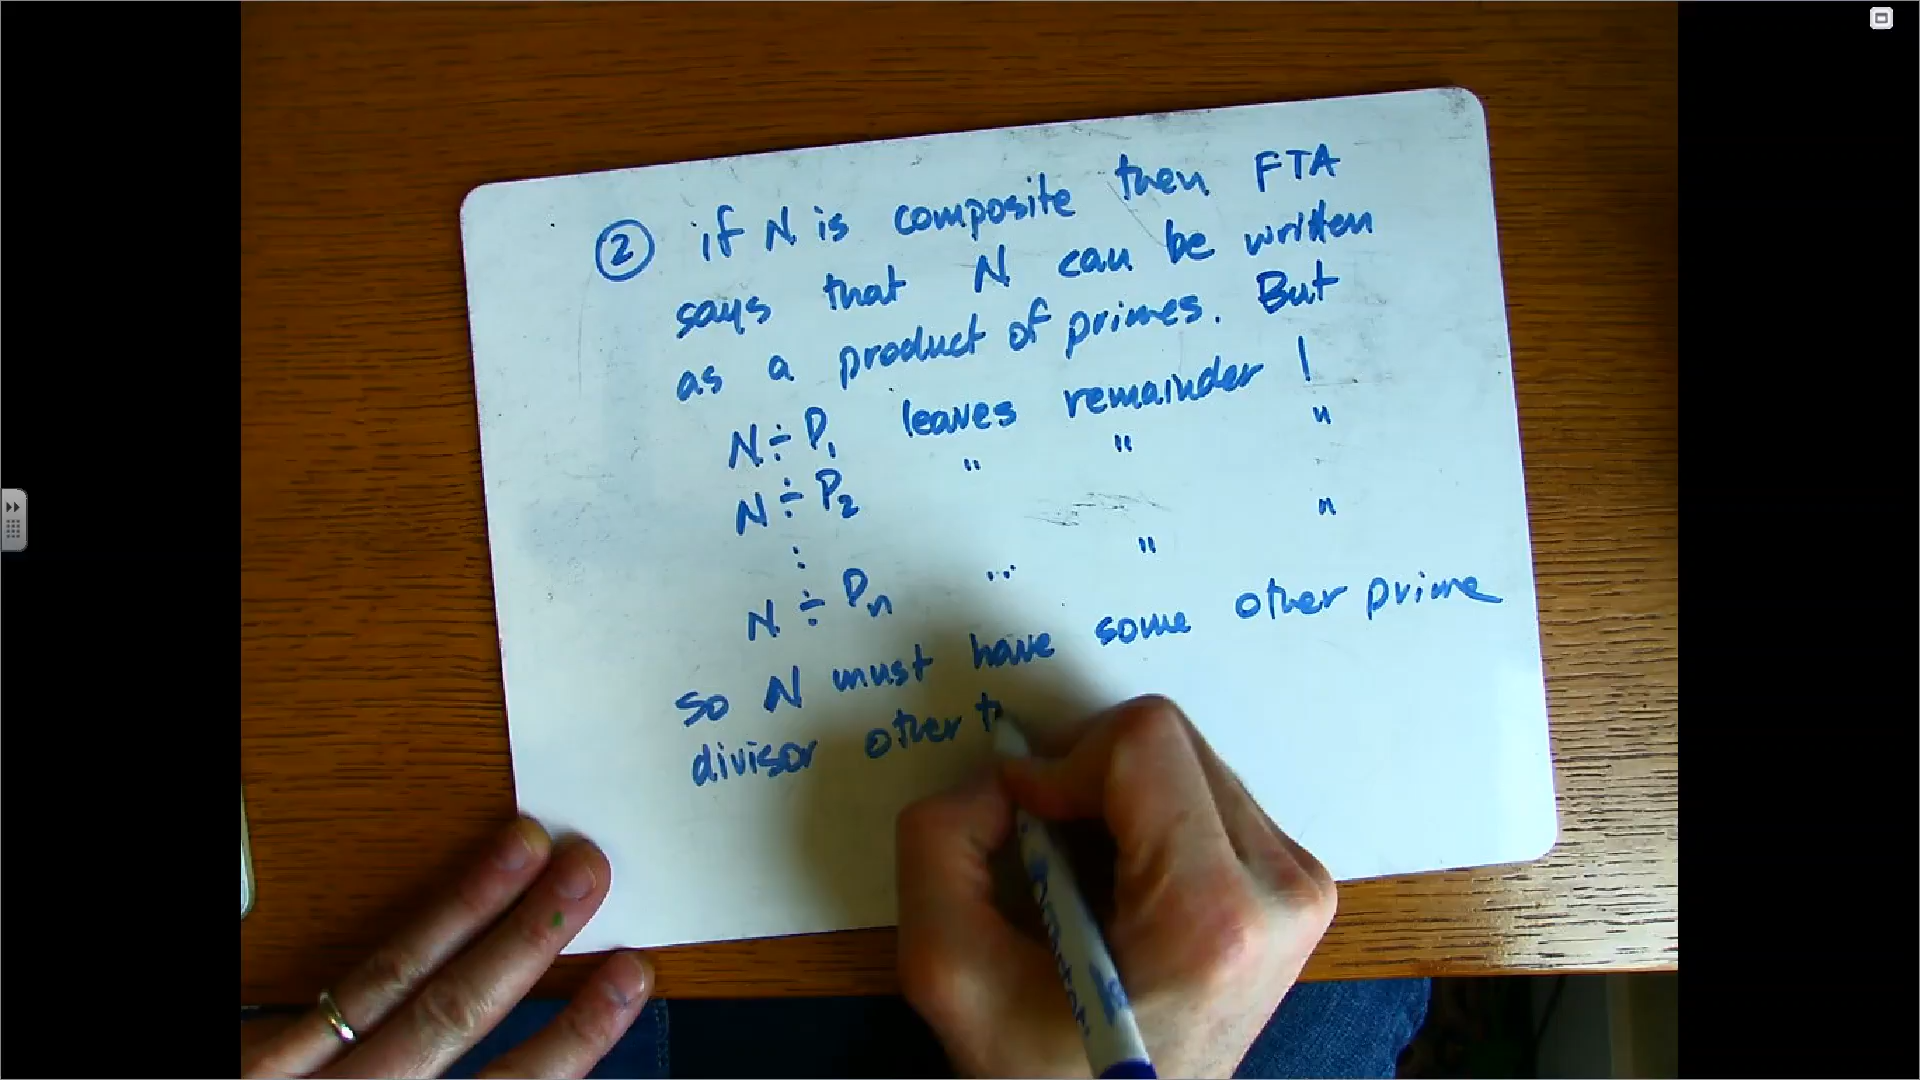 ② if N is composite then FTA
says that N can be written
as a product of primes. But
N ÷ P₁ leaves remainder 1
N ÷ P₂ " " "
⋮
N ÷ Pₙ ... " "
So N must have some other prime
divisor other